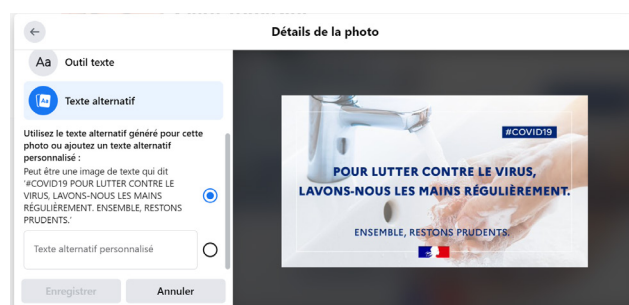 Détails de la photo
Aa Outil texte
Aa Texte alternatif
Utilisez le texte alternatif généré pour cette
photo ou ajoutez un texte alternatif
personnalisé :
Peut être une image de texte qui dit
'#COVID19 POUR LUTTER CONTRE LE
VIRUS, LAVONS-NOUS LES MAINS
RÉGULIÈREMENT. ENSEMBLE, RESTONS
PRUDENTS.'
Texte alternatif personnalisé
Enregistrer
Annuler
#COVID19
POUR LUTTER CONTRE LE VIRUS,
LAVONS-NOUS LES MAINS RÉGULIÈREMENT.
ENSEMBLE, RESTONS PRUDENTS.